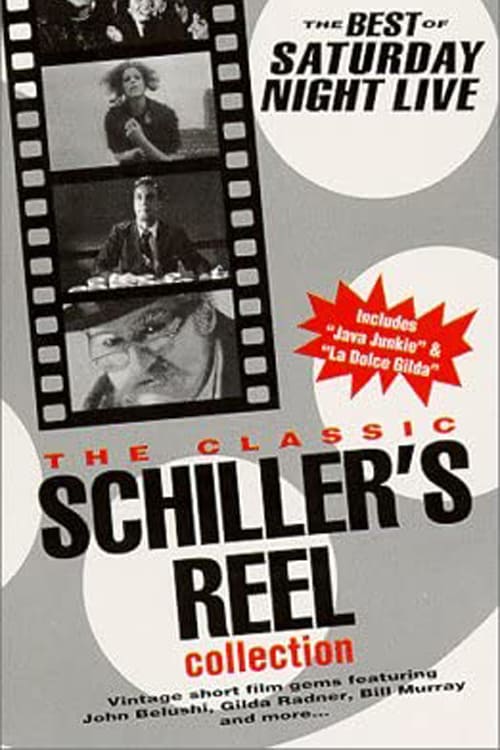 THE BEST OF
SATURDAY
NIGHT LIVE
Includes
"Java Junkie" &
"La Dolce Gilda"
THE CLASSIC
SCHILLER'S
REEL
collection
Vintage short film gems featuring
John Belushi, Gilda Radner, Bill Murray
and more...